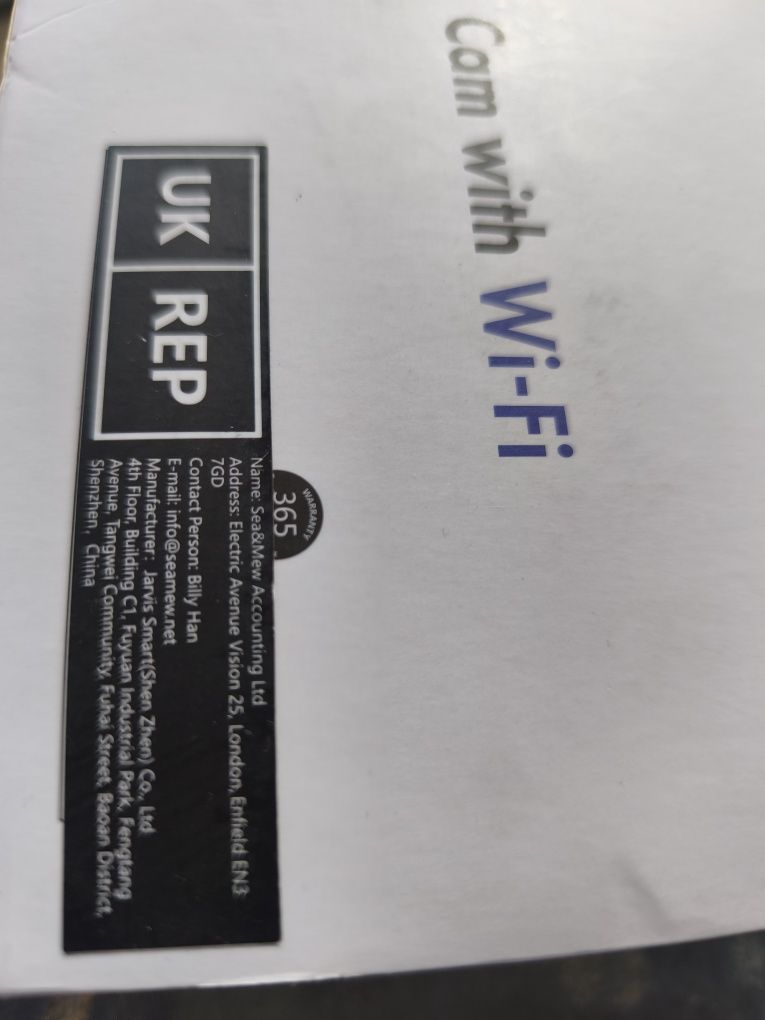 Cam with Wi-Fi
UK REP
WARRANTY
365
Name: Sea&Mew Accounting Ltd
Address: Electric Avenue Vision 25, London, Enfield EN3
7GD
Contact Person: Billy Han
E-mail: info@seamew.net
Manufacturer: Jarvis Smart(Shen Zhen) Co., Ltd
4th Floor, Building C1, Fuyuan Industrial Park, Fengtang
Avenue, Tangwei Community, Fuhai Street, Baoan District,
Shenzhen, China